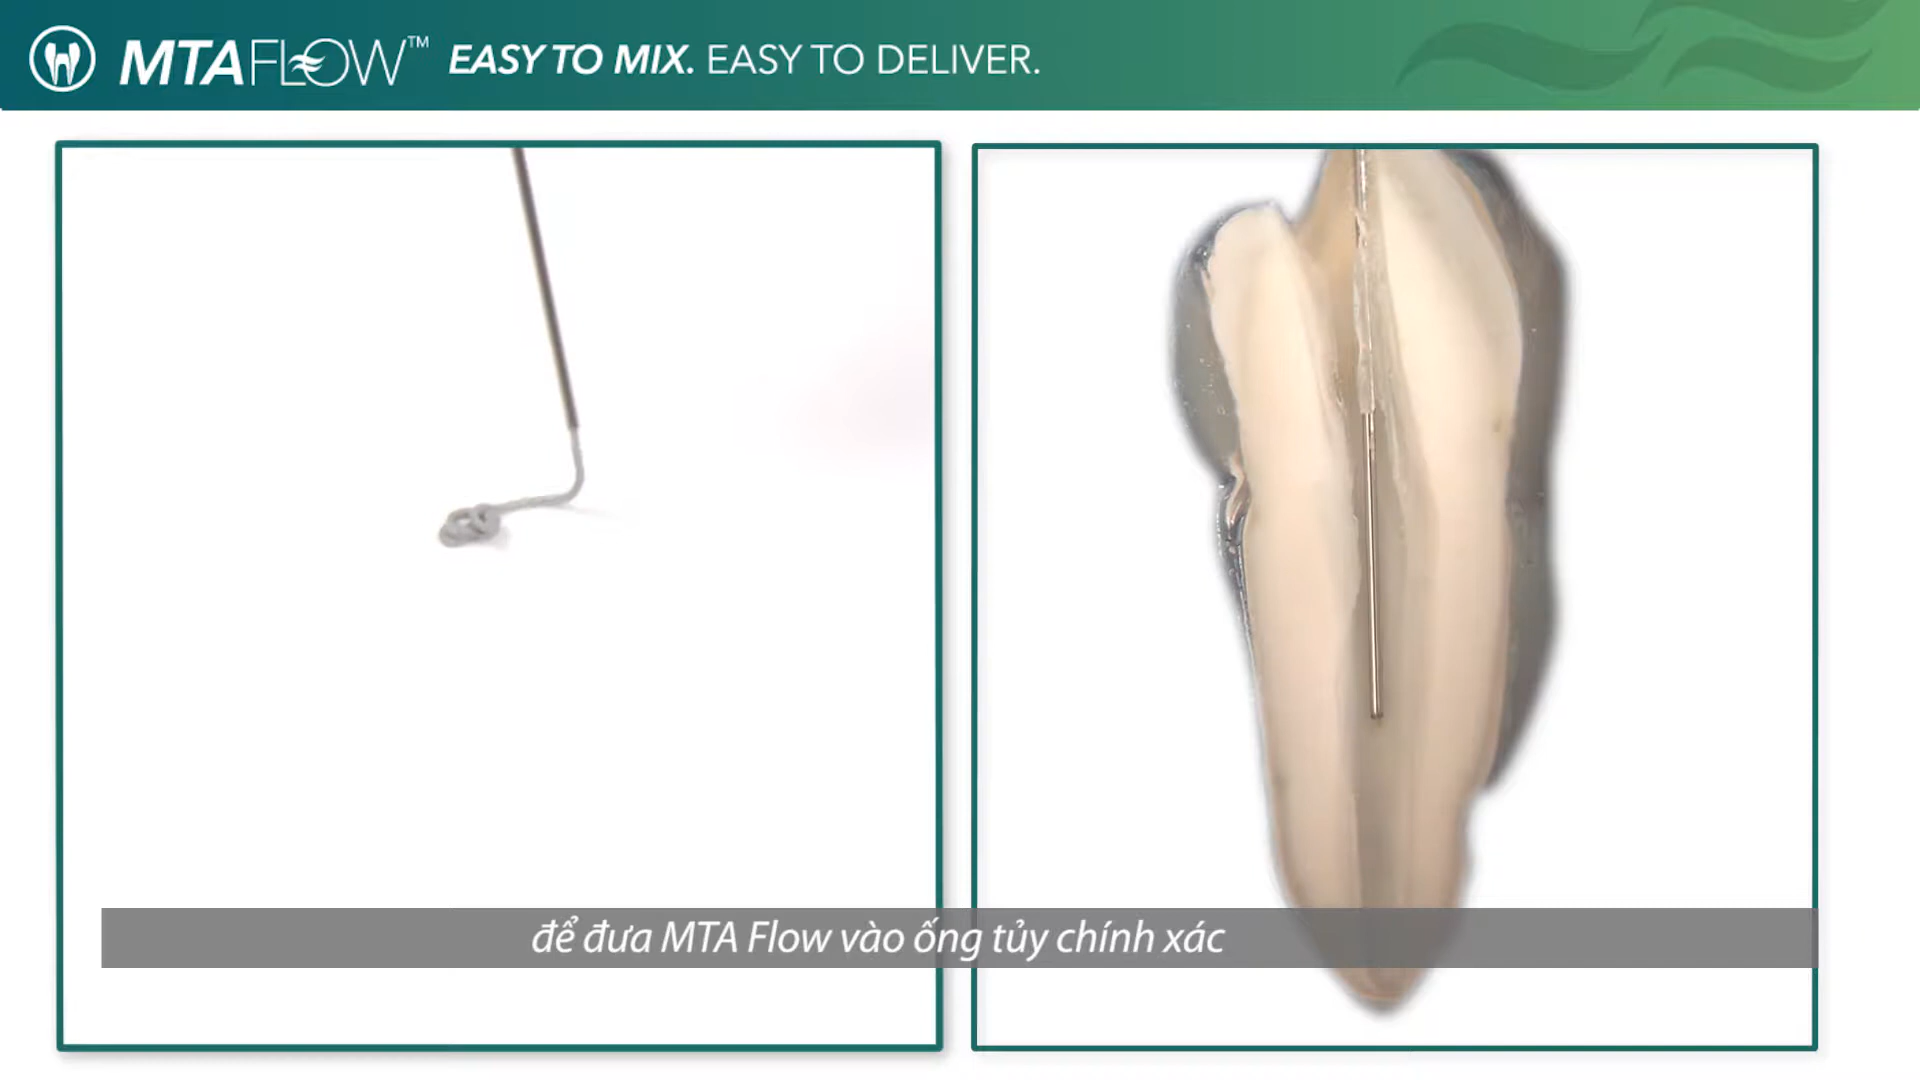 MTAFLOW™ EASY TO MIX. EASY TO DELIVER.
để đưa MTA Flow vào ống tủy chính xác